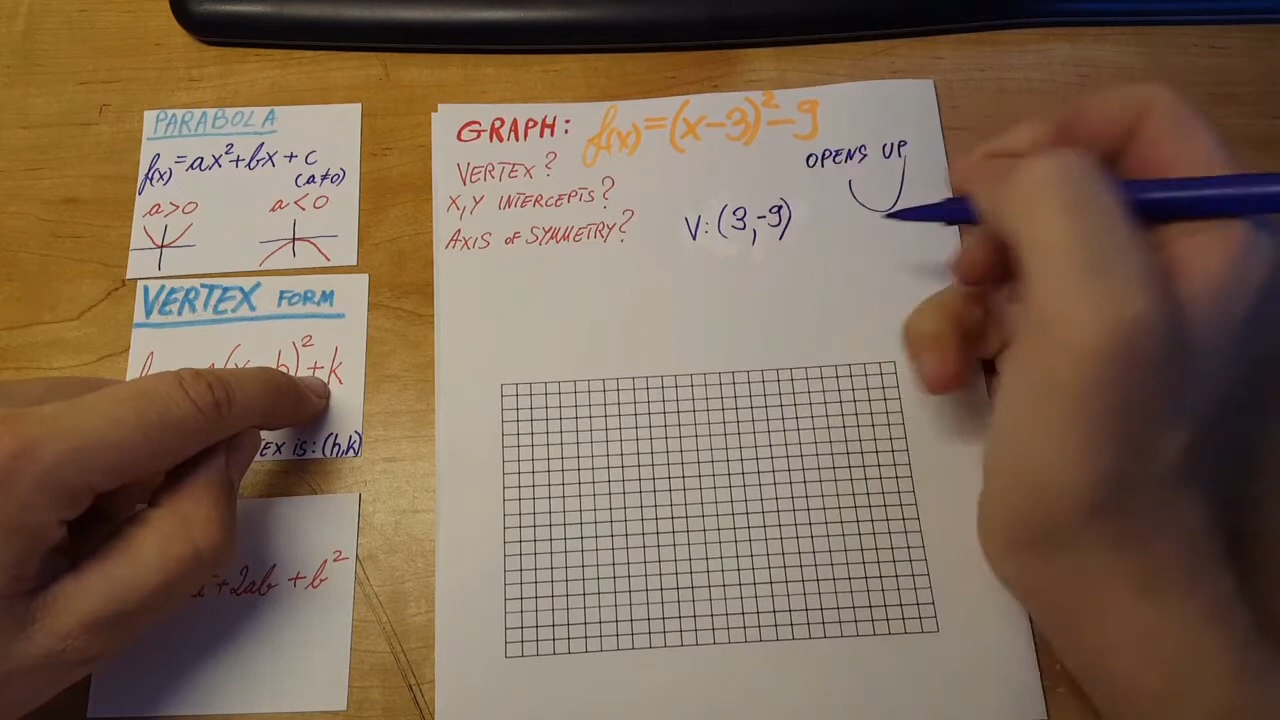 PARABOLA
f(x)=ax²+bx+c
(a≠0)
a>0 a<0
VERTEX FORM
)²+k
EX is: (h,k)
+2ab+b²
GRAPH: f(x)=(x-3)²-9
VERTEX?
X,Y INTERCEPTS?
AXIS OF SYMMETRY?
V: (3,-9)
OPENS UP